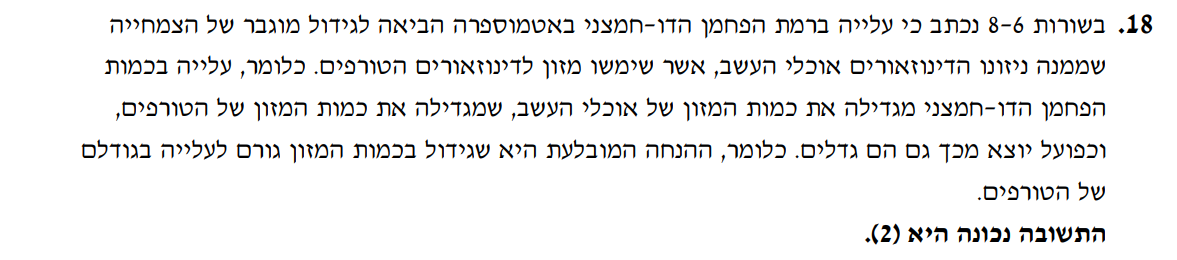 18. בשורות 8-6 נכתב כי עלייה ברמת הפחמן הדו-חמצני באטמוספרה הביאה לגידול מוגבר של הצמחייה
שממנה ניזונו הדינוזאורים אוכלי העשב, אשר שימשו מזון לדינוזאורים הטורפים. כלומר, עלייה בכמות
הפחמן הדו-חמצני מגדילה את כמות המזון של אוכלי העשב, שמגדילה את כמות המזון של הטורפים,
וכפועל יוצא מכך גם הם גדלים. כלומר, ההנחה המובלעת היא שגידול בכמות המזון גורם לעלייה בגודלם
של הטורפים.
התשובה נכונה היא (2).